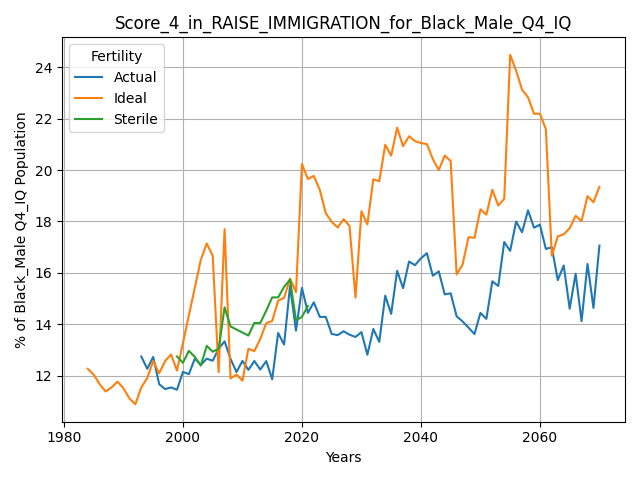 Score_4_in_RAISE_IMMIGRATION_for_Black_Male_Q4_IQ
Fertility
Actual
Ideal
Sterile
% of Black_Male Q4_IQ Population
24
22
20
18
16
14
12
1980
2000
2020
2040
2060
Years